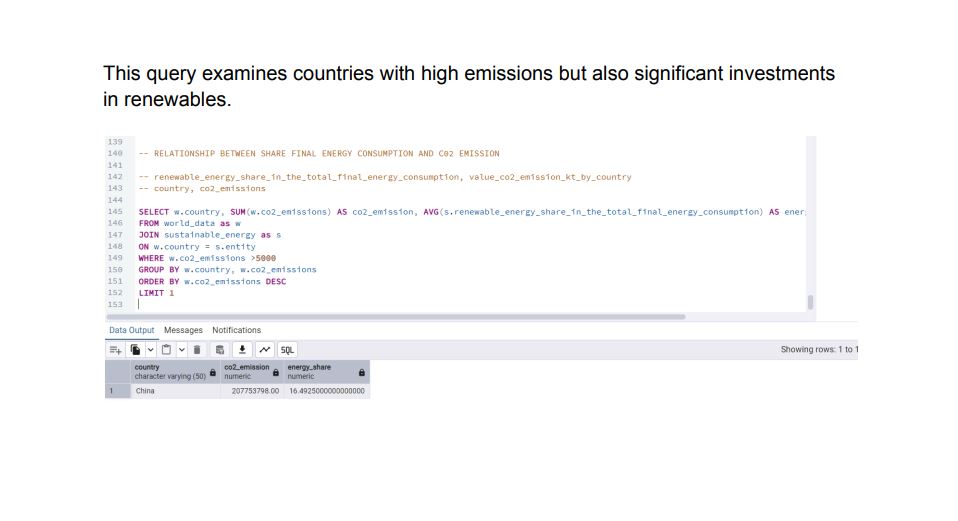 This query examines countries with high emissions but also significant investments
in renewables.
139
140 -- RELATIONSHIP BETWEEN SHARE FINAL ENERGY CONSUMPTION AND C02 EMISSION
141
142 -- renewable_energy_share_in_the_total_final_energy_consumption, value_co2_emission_kt_by_country
143 -- country, co2_emissions
144
145 SELECT w.country, SUM(w.co2_emissions) AS co2_emission, AVG(s.renewable_energy_share_in_the_total_final_energy_consumption) AS ener
146 FROM world_data as w
147 JOIN sustainable_energy as s
148 ON w.country = s.entity
149 WHERE w.co2_emissions >5000
150 GROUP BY w.country, w.co2_emissions
151 ORDER BY w.co2_emissions DESC
152 LIMIT 1
153
Data Output Messages Notifications
SQL Showing rows: 1 to 1
country co2_emission energy_share
character varying (50) numeric numeric
1 China 207753798.00 16.4925000000000000